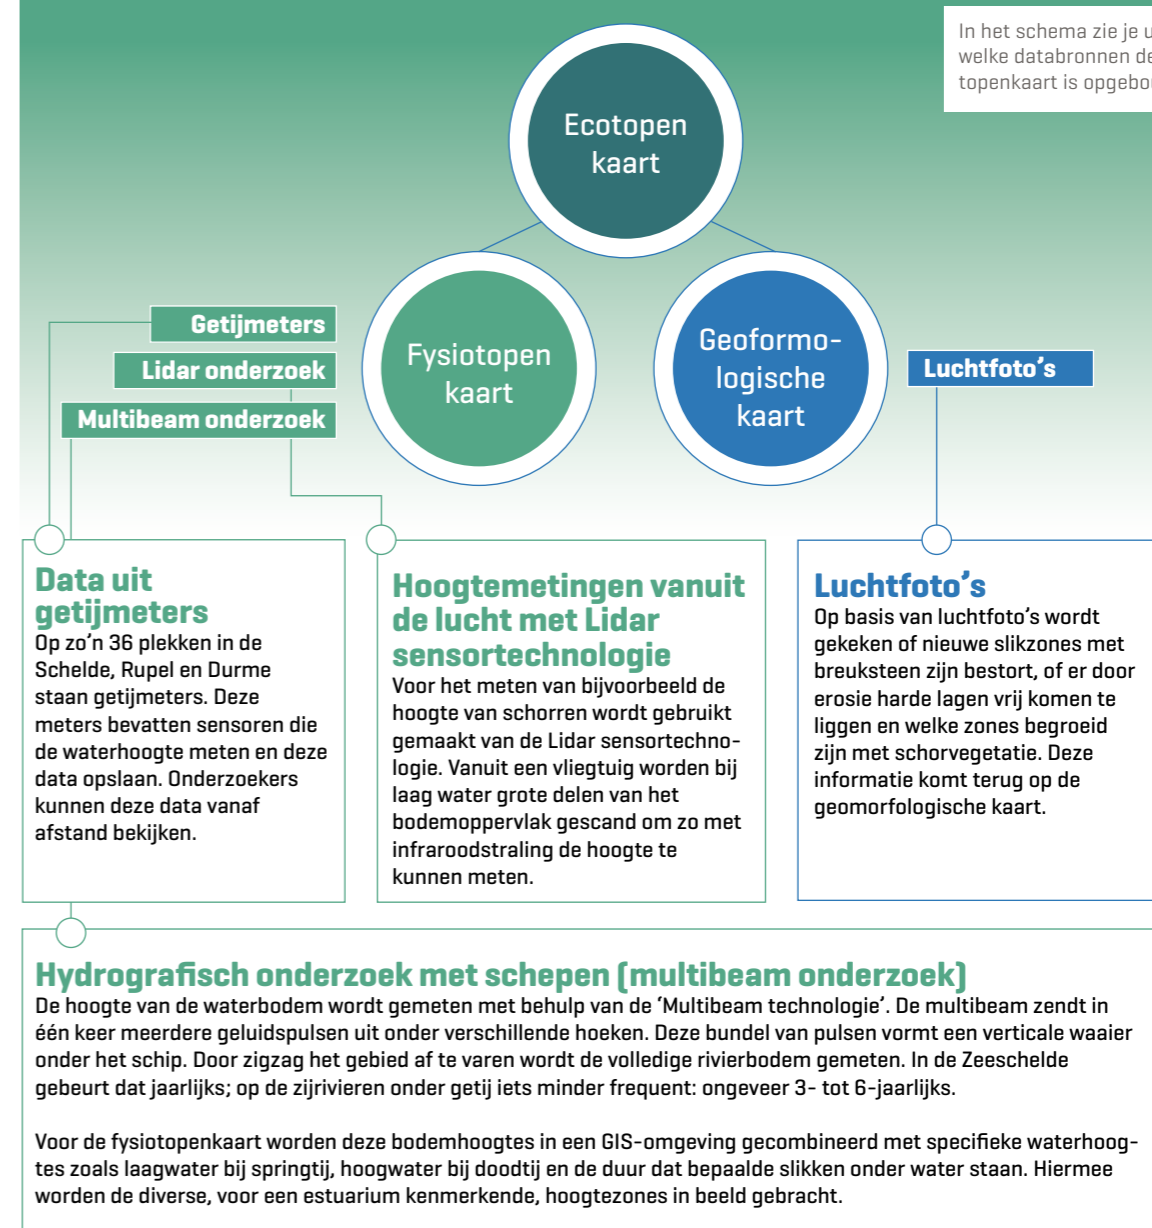 In het schema zie je
welke databronnen
topenkaart is
Ecotopen
kaart
Getijmeters
Lidar onderzoek
Multibeam onderzoek
Fysiotopen
kaart
Geoformo-
logische
kaart
Luchtfoto's
Data uit
getijmeters
Op zo'n 36 plekken in de
Schelde, Rupel en Durme
staan getijmeters. Deze
meters bevatten sensoren die
de waterhoogte meten en deze
data opslaan. Onderzoekers
kunnen deze data vanaf
afstand bekijken.
Hoogtemetingen vanuit
de lucht met Lidar
sensortechnologie
Voor het meten van bijvoorbeeld de
hoogte van schorren wordt gebruikt
gemaakt van de Lidar sensortechno-
logie. Vanuit een vliegtuig worden bij
laag water grote delen van het
bodemoppervlak gescand om zo met
infraroodstraling de hoogte te
kunnen meten.
Luchtfoto's
Op basis van luchtfoto's wordt
gekeken of nieuwe slikzones met
breuksteen zijn bestort, of er door
erosie harde lagen vrij komen te
liggen en welke zones begroeid
zijn met schorvegetatie. Deze
informatie komt terug op de
geomorfologische kaart.
Hydrografisch onderzoek met schepen (multibeam onderzoek)
De hoogte van de waterbodem wordt gemeten met behulp van de 'Multibeam technologie'. De multibeam zendt in
één keer meerdere geluidspulsen uit onder verschillende hoeken. Deze bundel van pulsen vormt een verticale waaier
onder het schip. Door zigzag het gebied af te varen wordt de volledige rivierbodem gemeten. In de Zeeschelde
gebeurt dat jaarlijks; op de zijrivieren onder getij iets minder frequent: ongeveer 3- tot 6-jaarlijks.
Voor de fysiotopenkaart worden deze bodemhoogtes in een GIS-omgeving gecombineerd met specifieke waterhoog-
tes zoals laagwater bij springtij, hoogwater bij doodtij en de duur dat bepaalde slikken onder water staan. Hiermee
worden de diverse, voor een estuarium kenmerkende, hoogtezones in beeld gebracht.